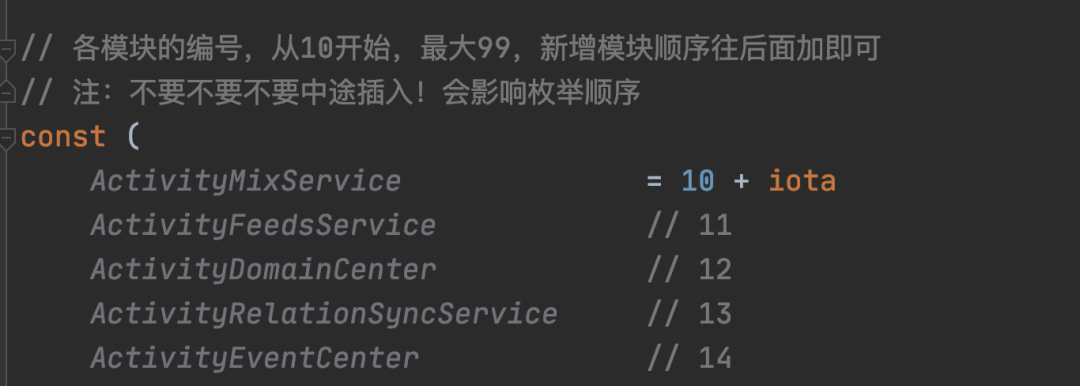 // 各模块的编号，从10开始，最大99，新增模块顺序往后面加即可
// 注：不要不要不要中途插入！会影响枚举顺序
const (
ActivityMixService = 10 + iota
ActivityFeedsService // 11
ActivityDomainCenter // 12
ActivityRelationSyncService // 13
ActivityEventCenter // 14